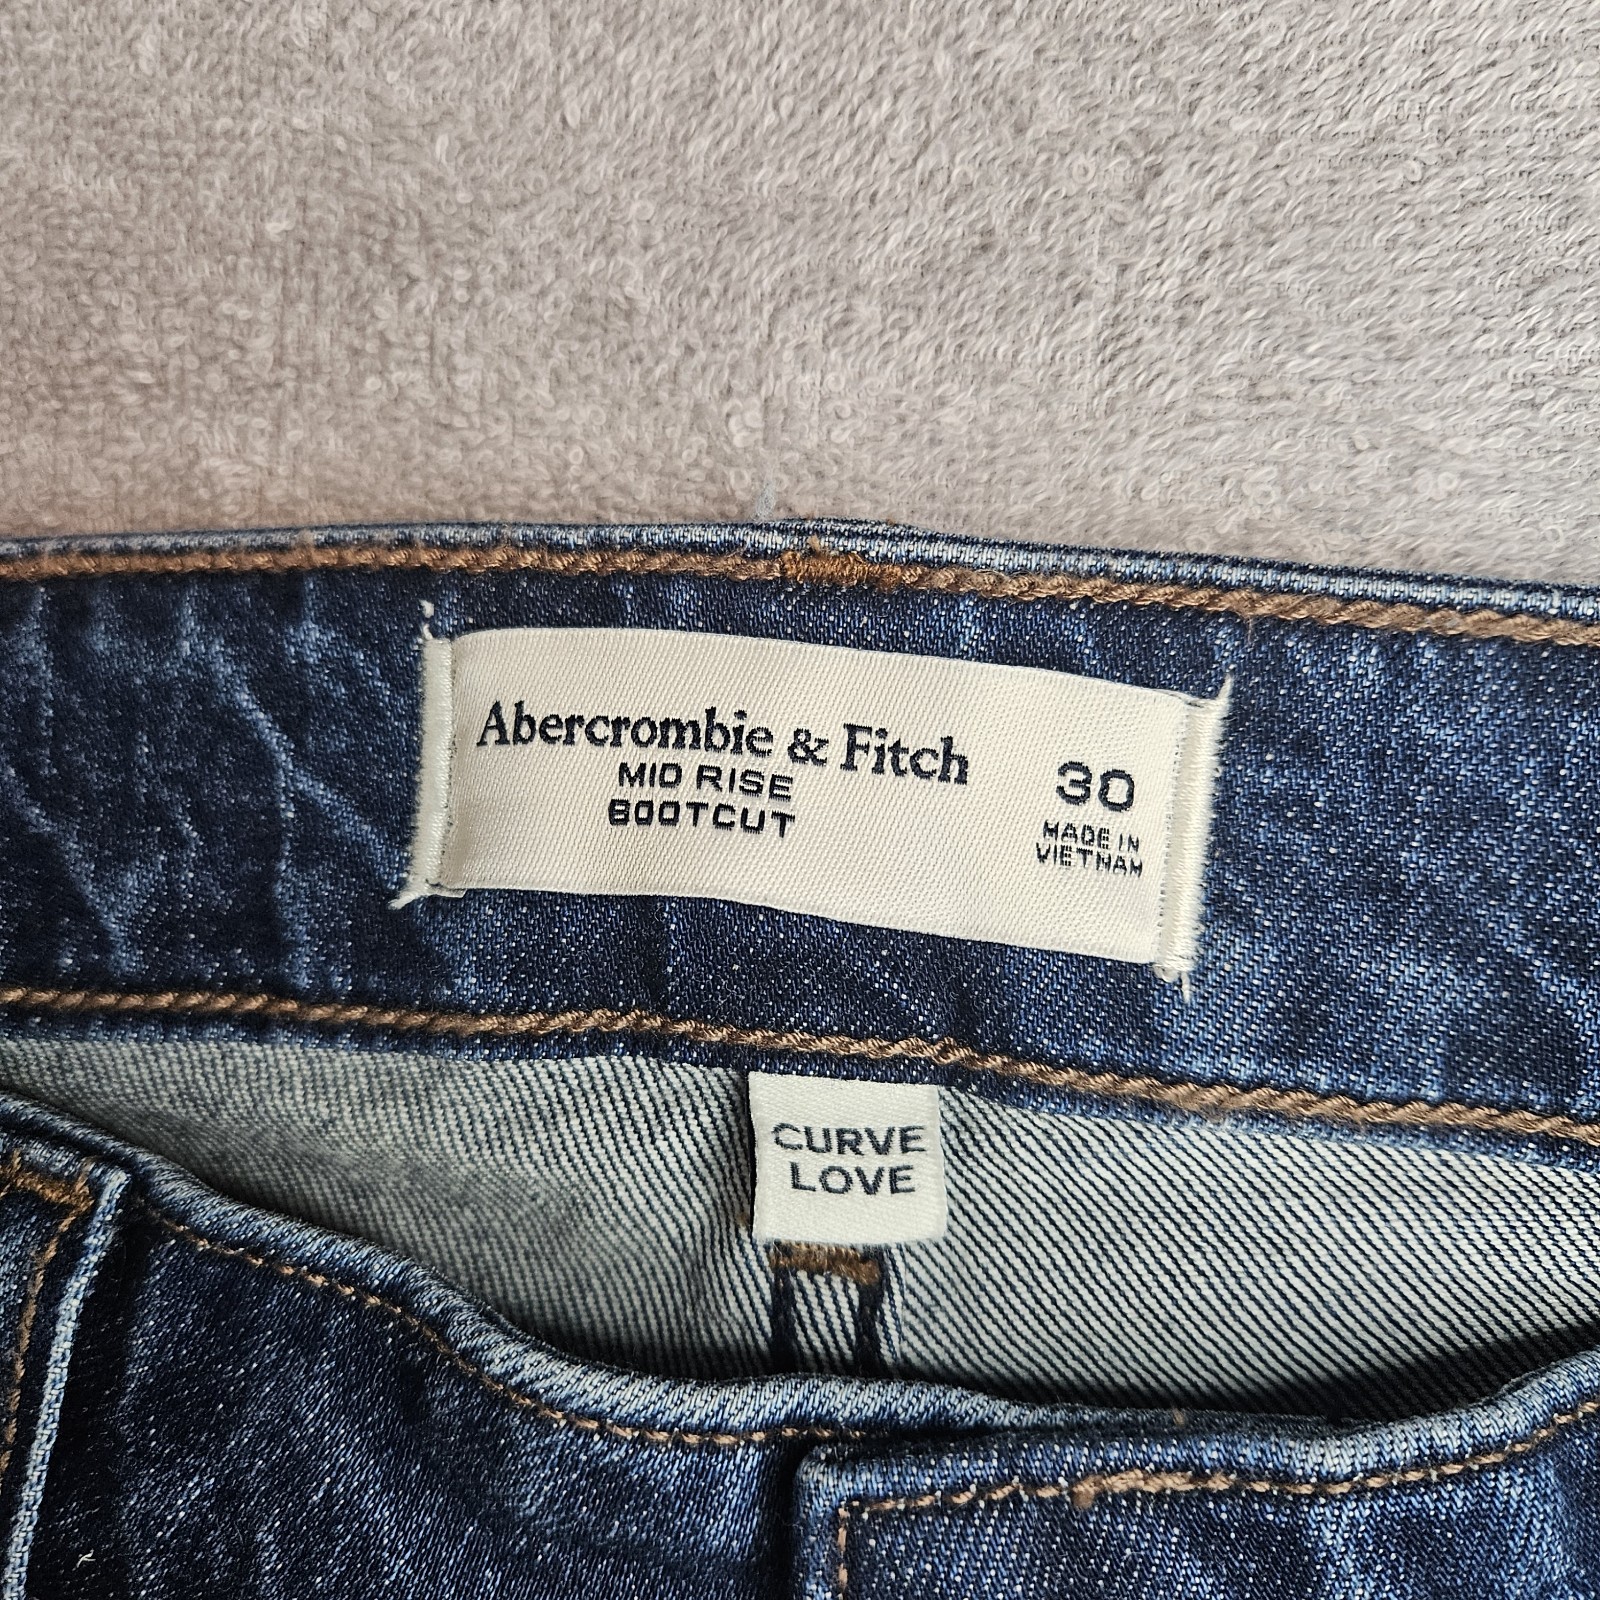 Abercrombie & Fitch
MID RISE
BOOTCUT
30
MADE IN
VIETNAM
CURVE
LOVE